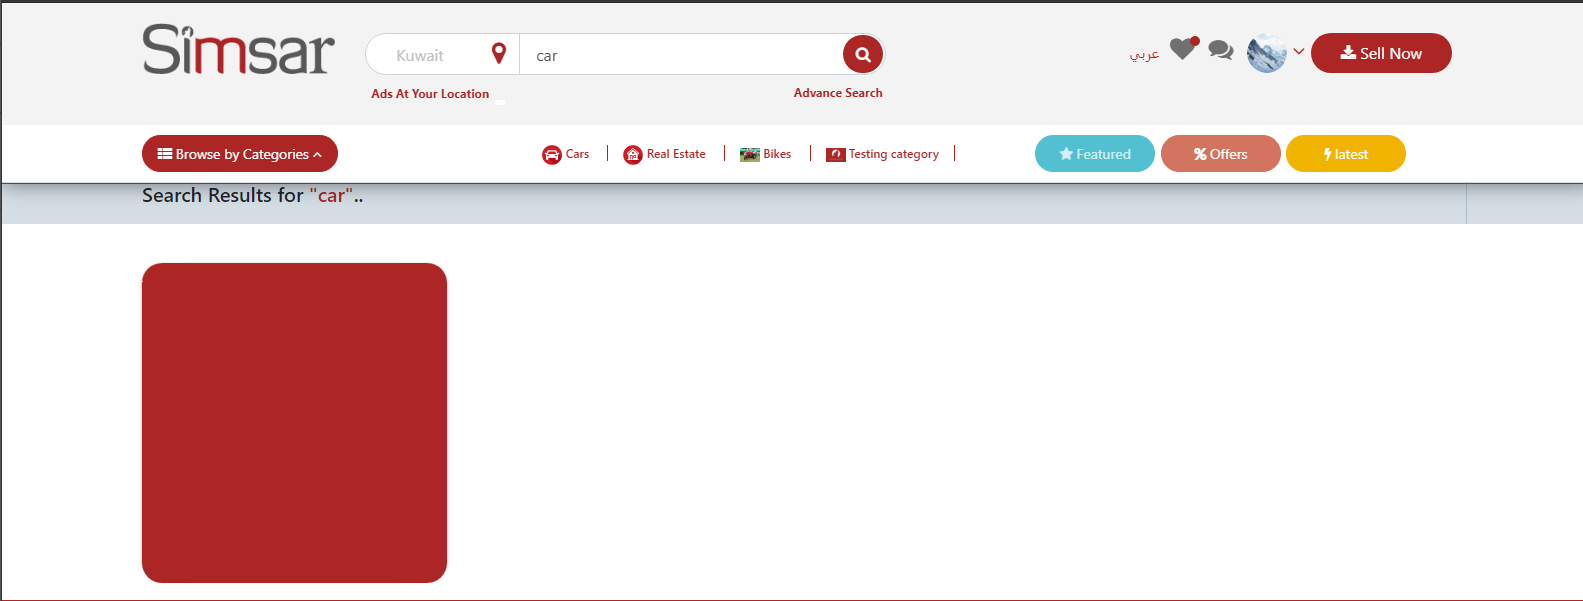 Simsar
Kuwait
car
عربي
Sell Now
Ads At Your Location
Advance Search
Browse by Categories
Cars
Real Estate
Bikes
Testing category
Featured
Offers
latest
Search Results for "car"..